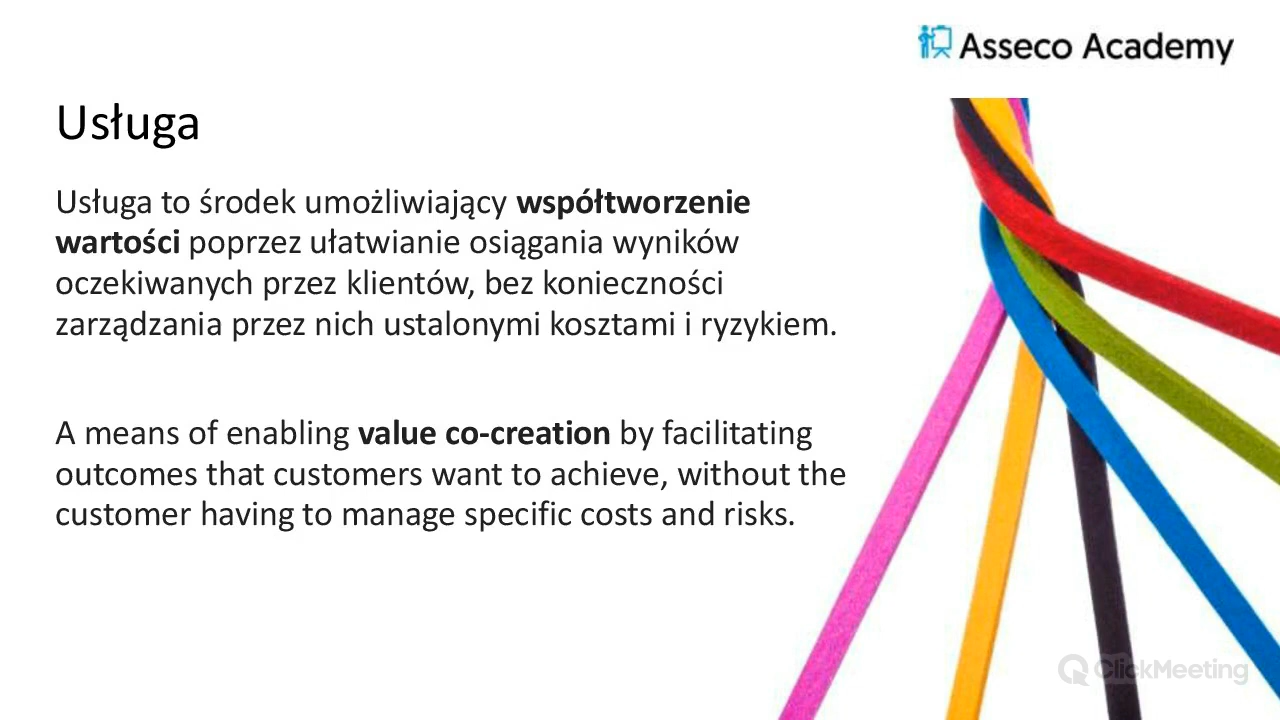 Asseco Academy
Usługa
Usługa to środek umożliwiający współtworzenie
wartości poprzez ułatwianie osiągania wyników
oczekiwanych przez klientów, bez konieczności
zarządzania przez nich ustalonymi kosztami i ryzykiem.
A means of enabling value co-creation by facilitating
outcomes that customers want to achieve, without the
customer having to manage specific costs and risks.
ClickMeeting